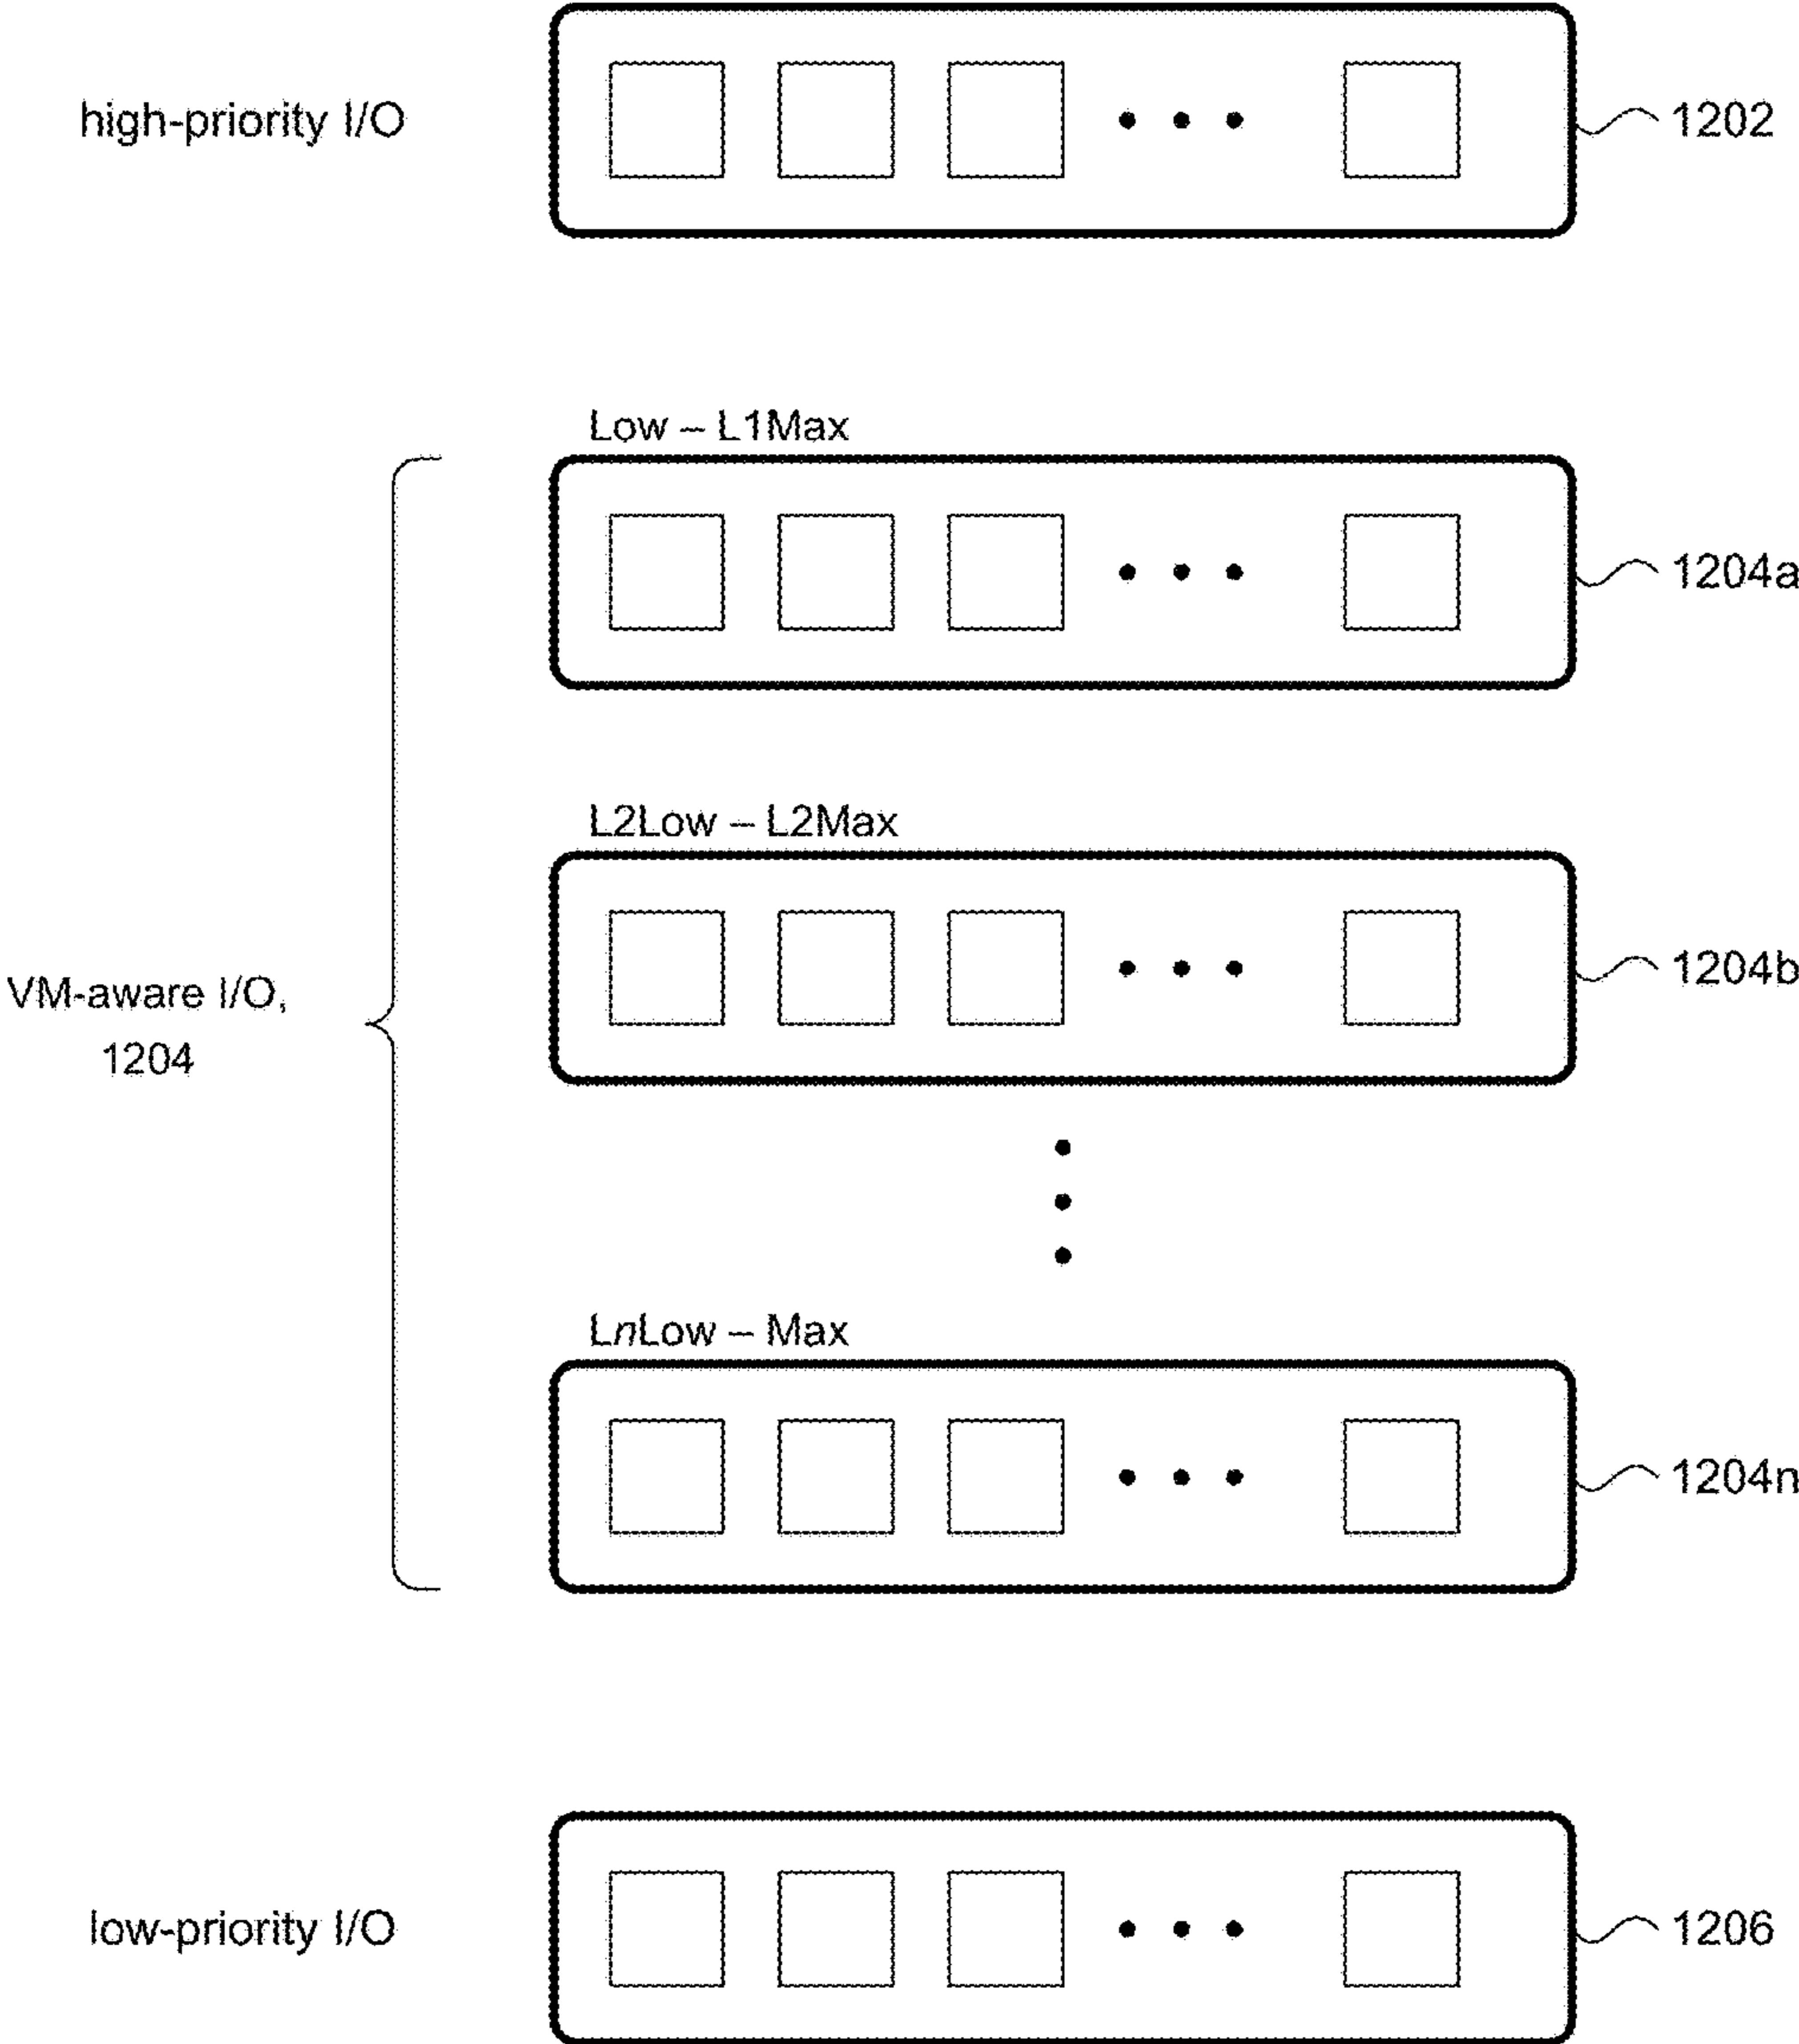 high-priority I/O
1202
Low – L1Max
1204a
L2Low – L2Max
1204b
VM-aware I/O,
1204
LnLow – Max
1204n
low-priority I/O
1206